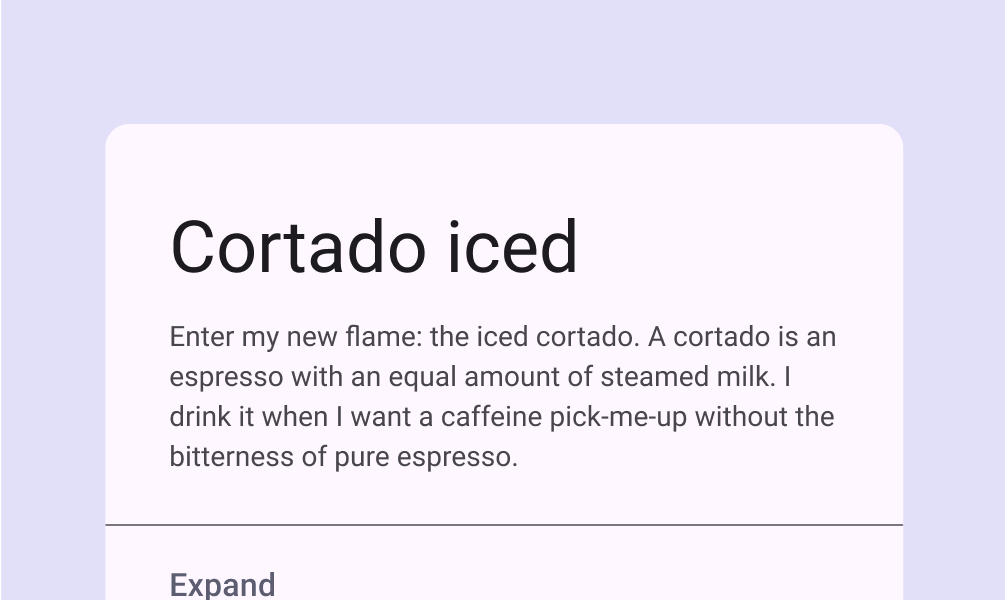 Cortado iced
Enter my new flame: the iced cortado. A cortado is an
espresso with an equal amount of steamed milk. I
drink it when I want a caffeine pick-me-up without the
bitterness of pure espresso.
Expand